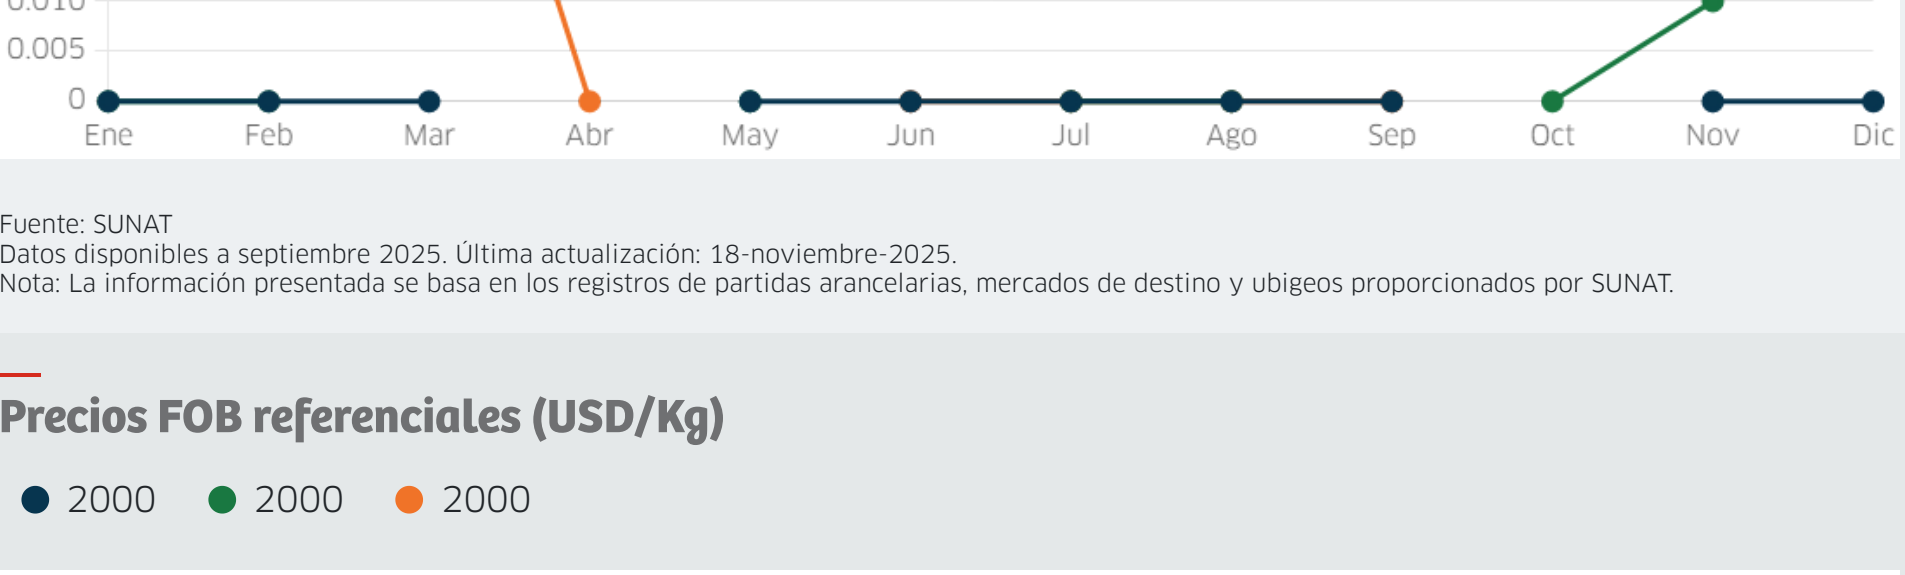 0.010
0.005
0
Ene Feb Mar Abr May Jun Jul Ago Sep Oct Nov Dic
Fuente: SUNAT
Datos disponibles a septiembre 2025. Última actualización: 18-noviembre-2025.
Nota: La información presentada se basa en los registros de partidas arancelarias, mercados de destino y ubigeos proporcionados por SUNAT.
Precios FOB referenciales (USD/Kg)
2000 2000 2000